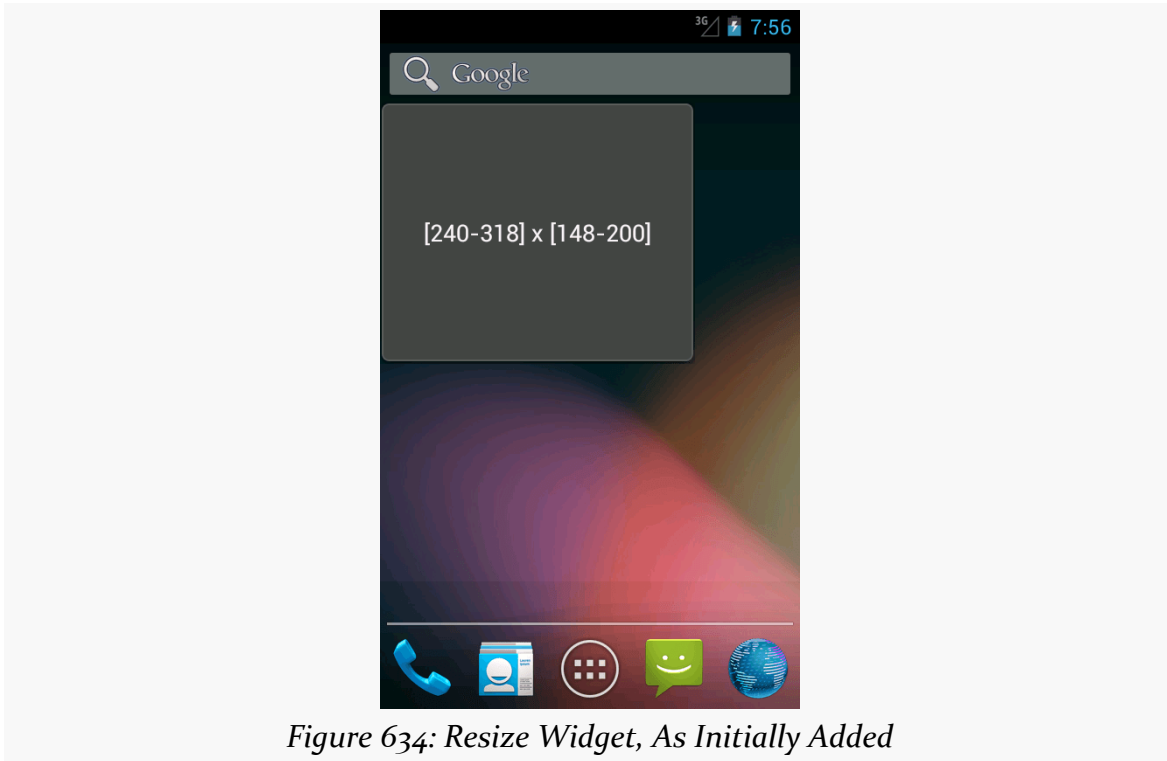 3G 7:56
Google
[240-318] x [148-200]
Figure 634: Resize Widget, As Initially Added